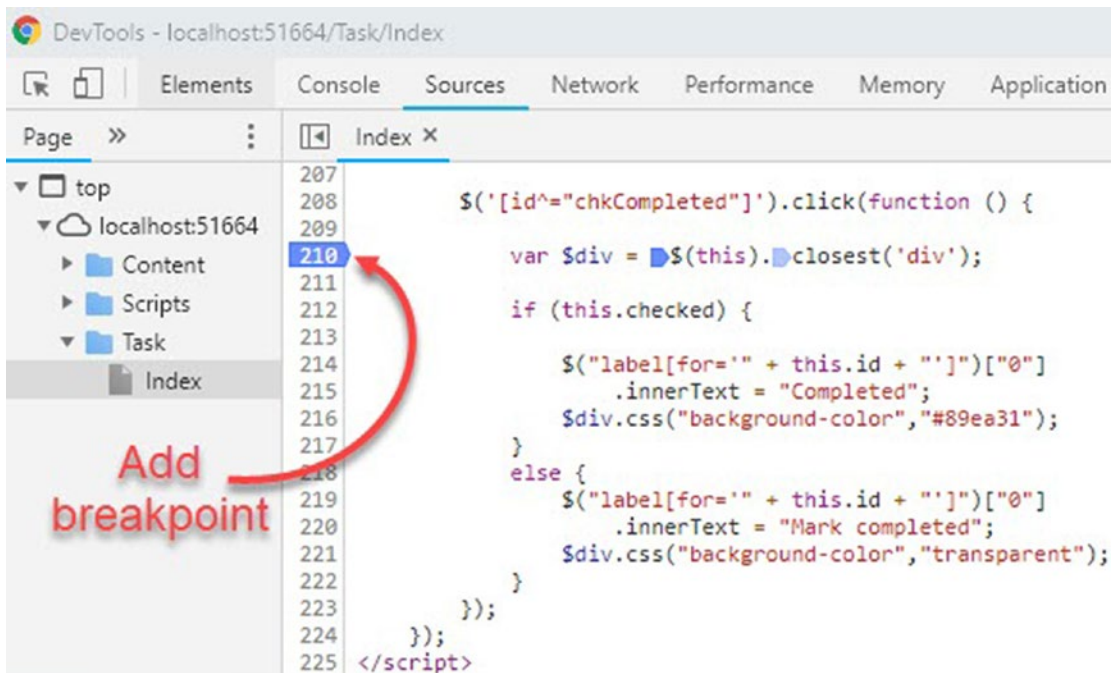 DevTools - localhost:51664/Task/Index
Elements Console Sources Network Performance Memory Application
Page » Index ×
top
localhost:51664
Content
Scripts
Task
Index
Add
breakpoint
207
208 $('[id^="chkCompleted"]').click(function () {
209
210 var $div = $(this).closest('div');
211
212 if (this.checked) {
213
214 $("label[for='" + this.id + "']")["0"]
215 .innerText = "Completed";
216 $div.css("background-color","#89ea31");
217 }
218 else {
219 $("label[for='" + this.id + "']")["0"]
220 .innerText = "Mark completed";
221 $div.css("background-color","transparent");
222 }
223 });
224 });
225 </script>